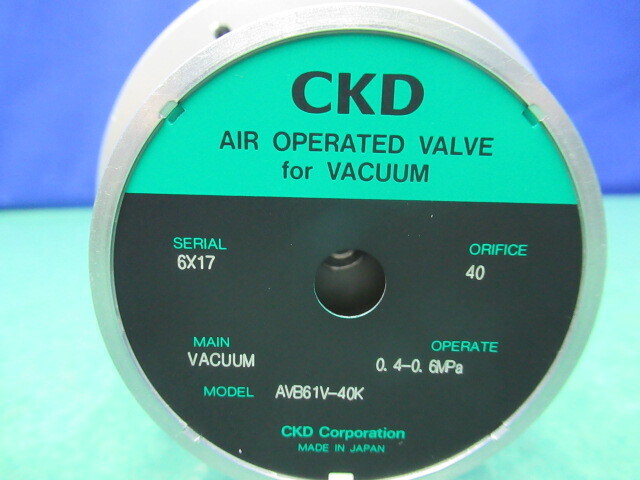 CKD
AIR OPERATED VALVE
for VACUUM
SERIAL
6X17
ORIFICE
40
MAIN
VACUUM
OPERATE
0.4-0.6MPa
MODEL AVB61V-40K
CKD Corporation
MADE IN JAPAN